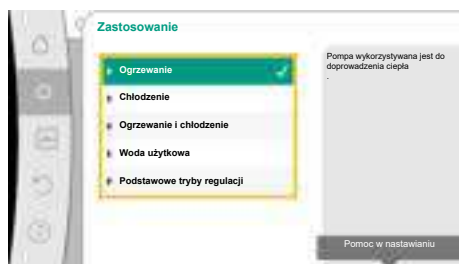 Zastosowanie
Ogrzewanie
Chłodzenie
Ogrzewanie i chłodzenie
Woda użytkowa
Podstawowe tryby regulacji
Pompa wykorzystywana jest do
doprowadzenia ciepła
.
Pomoc w nastawianiu